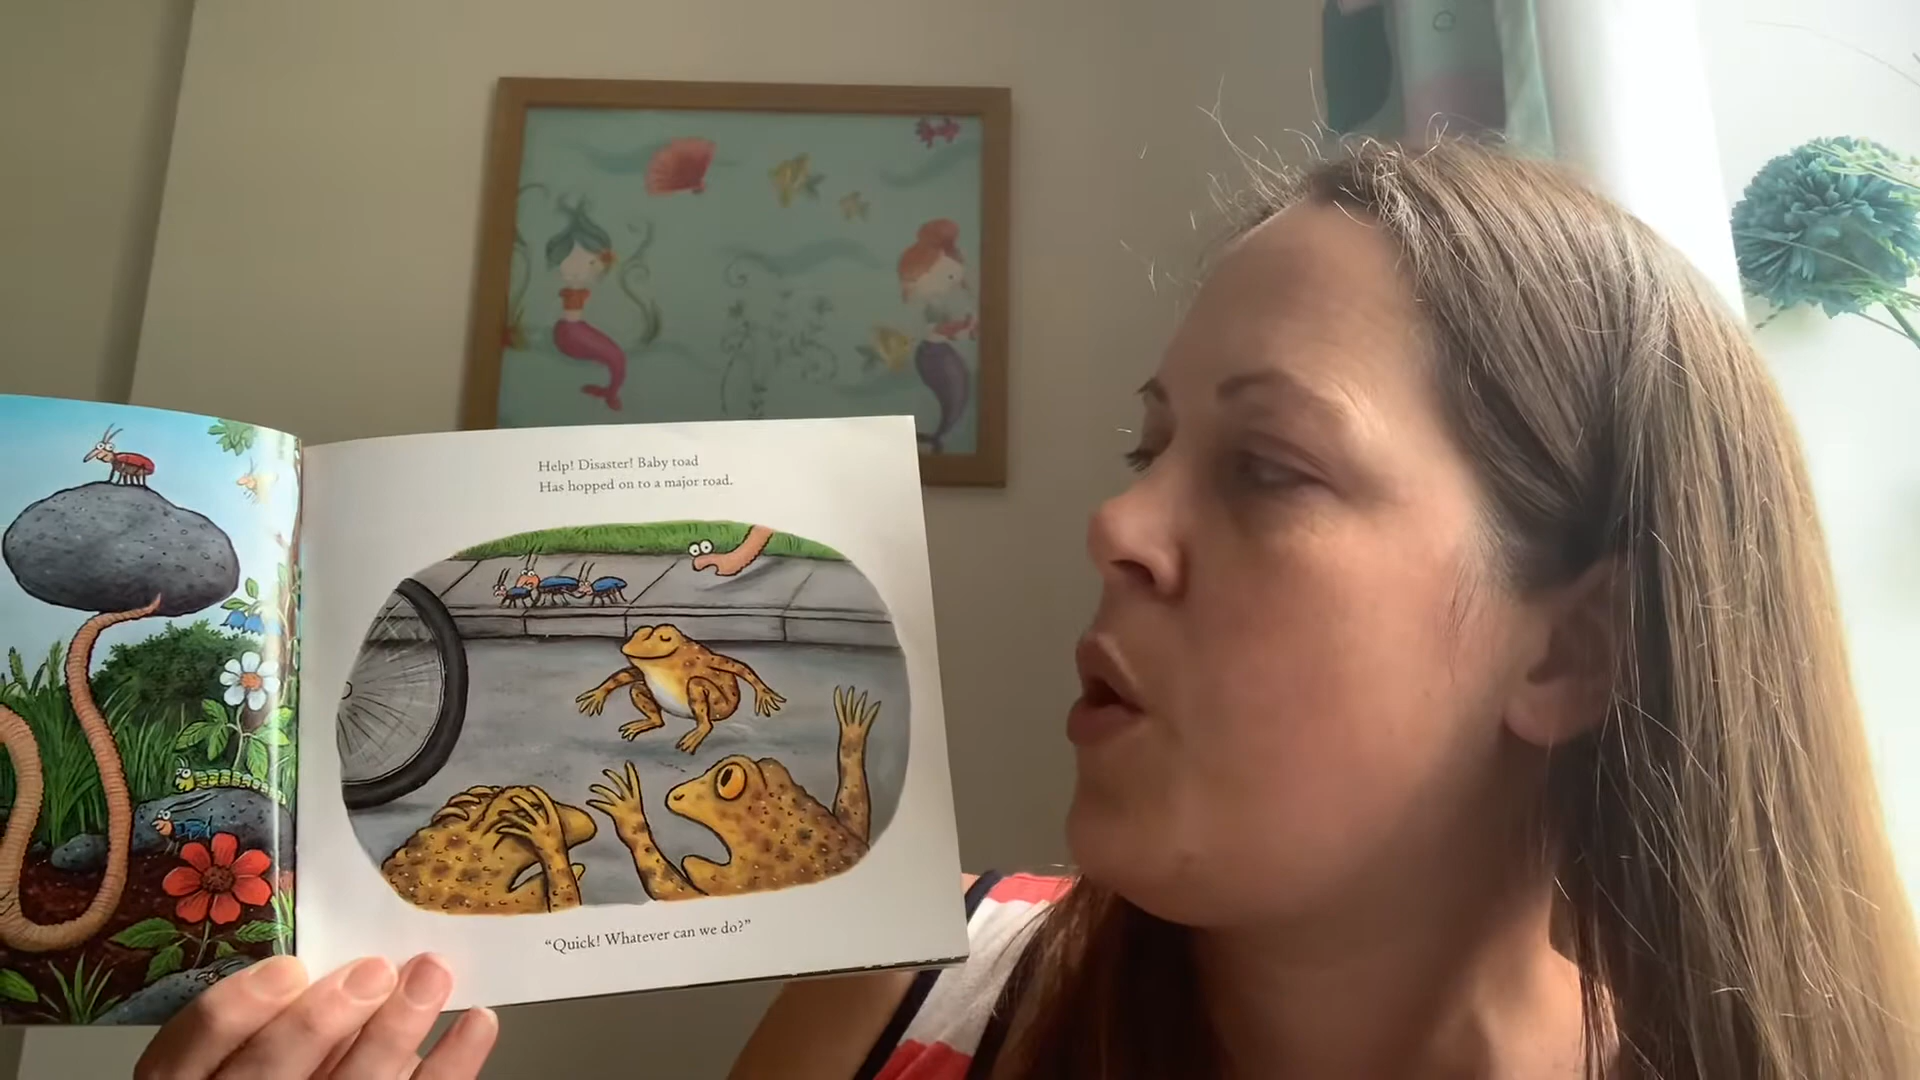 Help! Disaster! Baby toad
Has hopped on to a major road.
“Quick! Whatever can we do?”